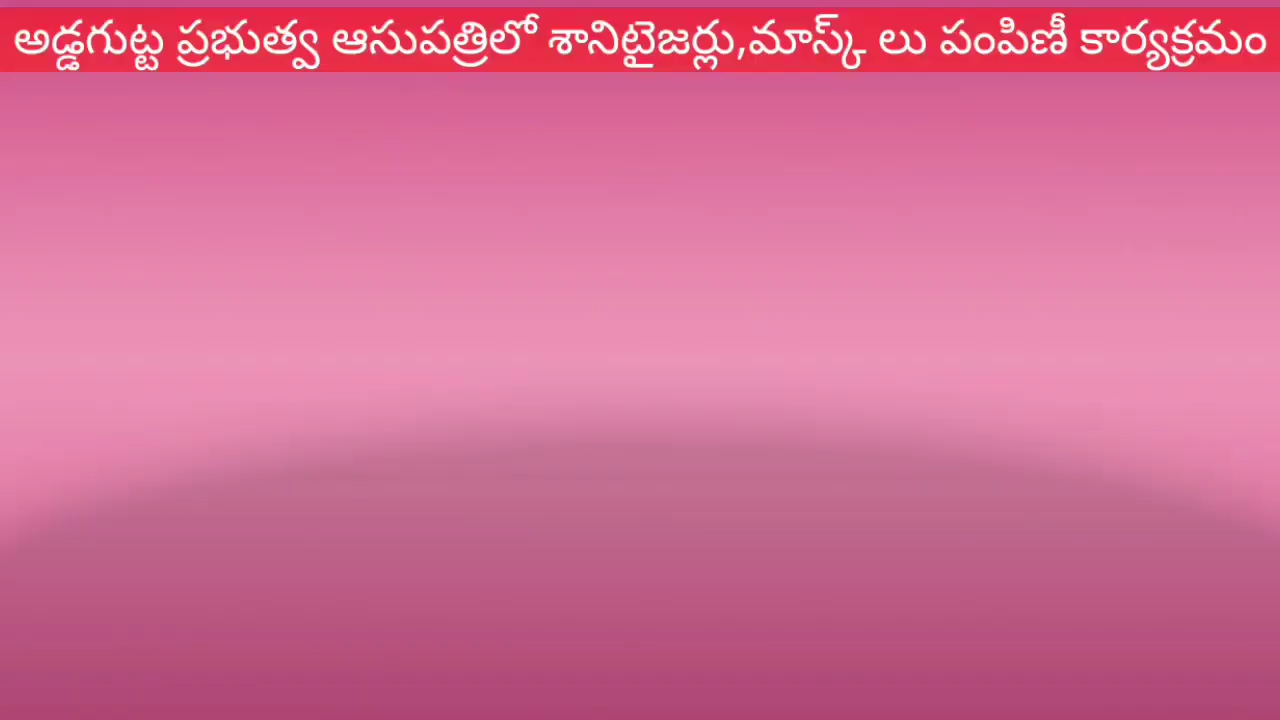 అడ్డగుట్ట ప్రభుత్వ ఆసుపత్రిలో శానిటైజర్లు,మాస్క్ లు పంపిణీ కార్యక్రమం